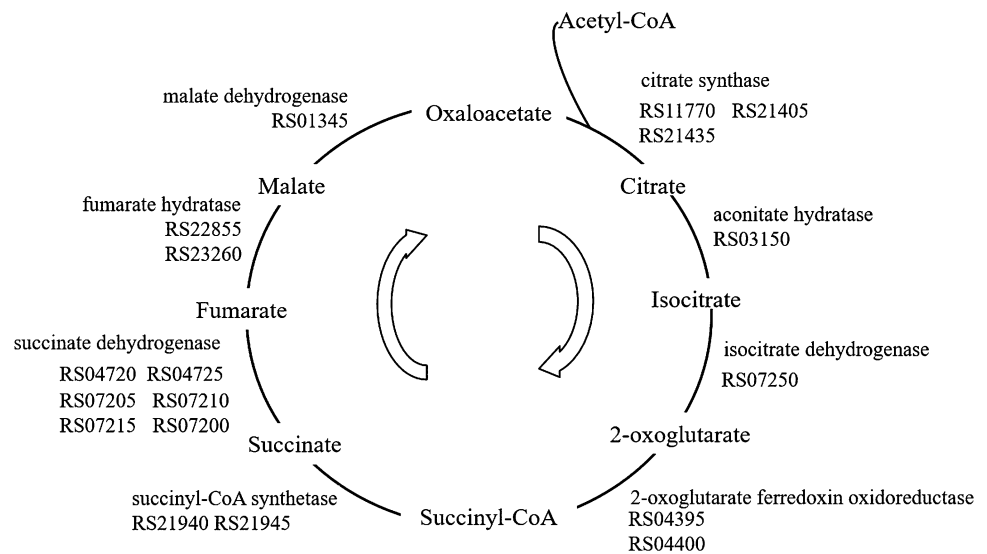 Acetyl-CoA
citrate synthase
RS11770 RS21405
RS21435
malate dehydrogenase
RS01345
Oxaloacetate
Malate
Citrate
fumarate hydratase
RS22855
RS23260
aconitate hydratase
RS03150
Fumarate
Isocitrate
succinate dehydrogenase
RS04720 RS04725
RS07205 RS07210
RS07215 RS07200
isocitrate dehydrogenase
RS07250
Succinate
2-oxoglutarate
succinyl-CoA synthetase
RS21940 RS21945
Succinyl-CoA
2-oxoglutarate ferredoxin oxidoreductase
RS04395
RS04400